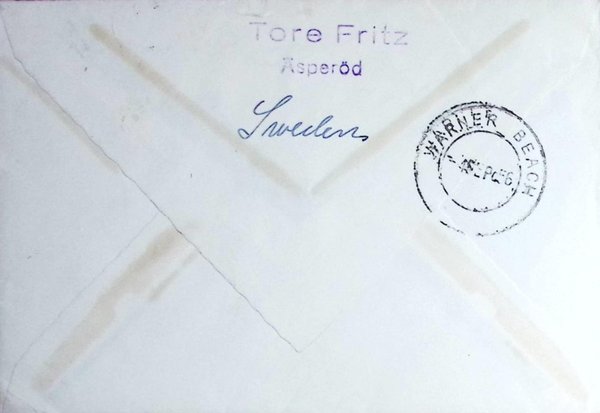 Tore Fritz
Äsperöd
Sweden
WARNER BEACH